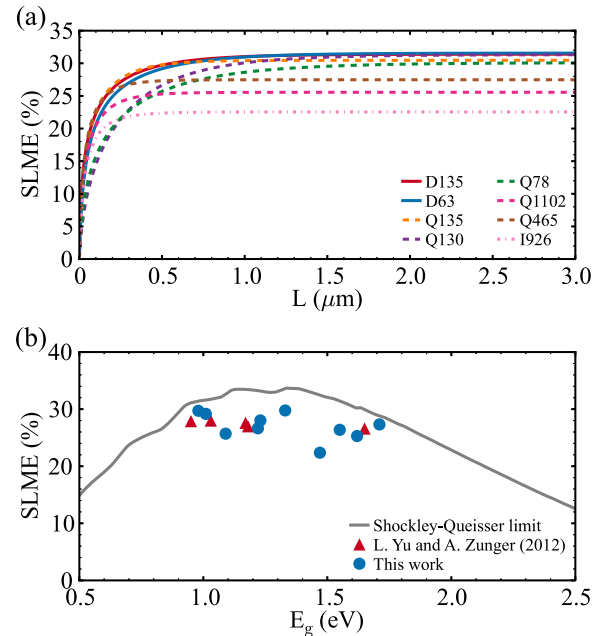 (a)
35
30
25
20
15
10
5
0
SLME (%)
D135
D63
Q135
Q130
Q78
Q1102
Q465
I926
0 0.5 1.0 1.5 2.0 2.5 3.0
L (μm)
(b)
40
30
20
10
0
SLME (%)
Shockley-Queisser limit
L. Yu and A. Zunger (2012)
This work
0.5 1.0 1.5 2.0 2.5
E_g (eV)